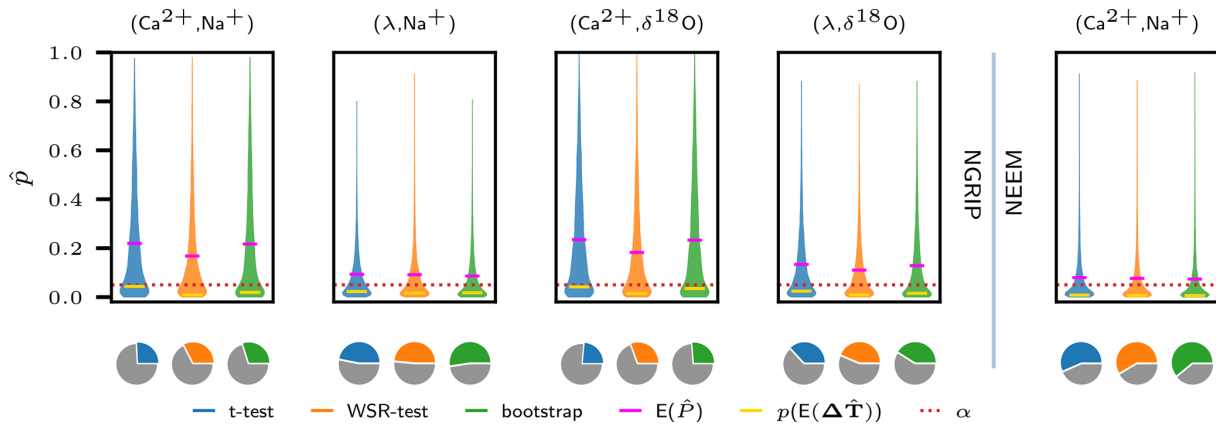 (Ca²⁺,Na⁺) (λ,Na⁺) (Ca²⁺,δ¹⁸O) (λ,δ¹⁸O) (Ca²⁺,Na⁺)
1.0
0.8
0.6
0.4
0.2
0.0
p̂
NGRIP
NEEM
t-test WSR-test bootstrap E(P̂) p(E(ΔT̂)) α